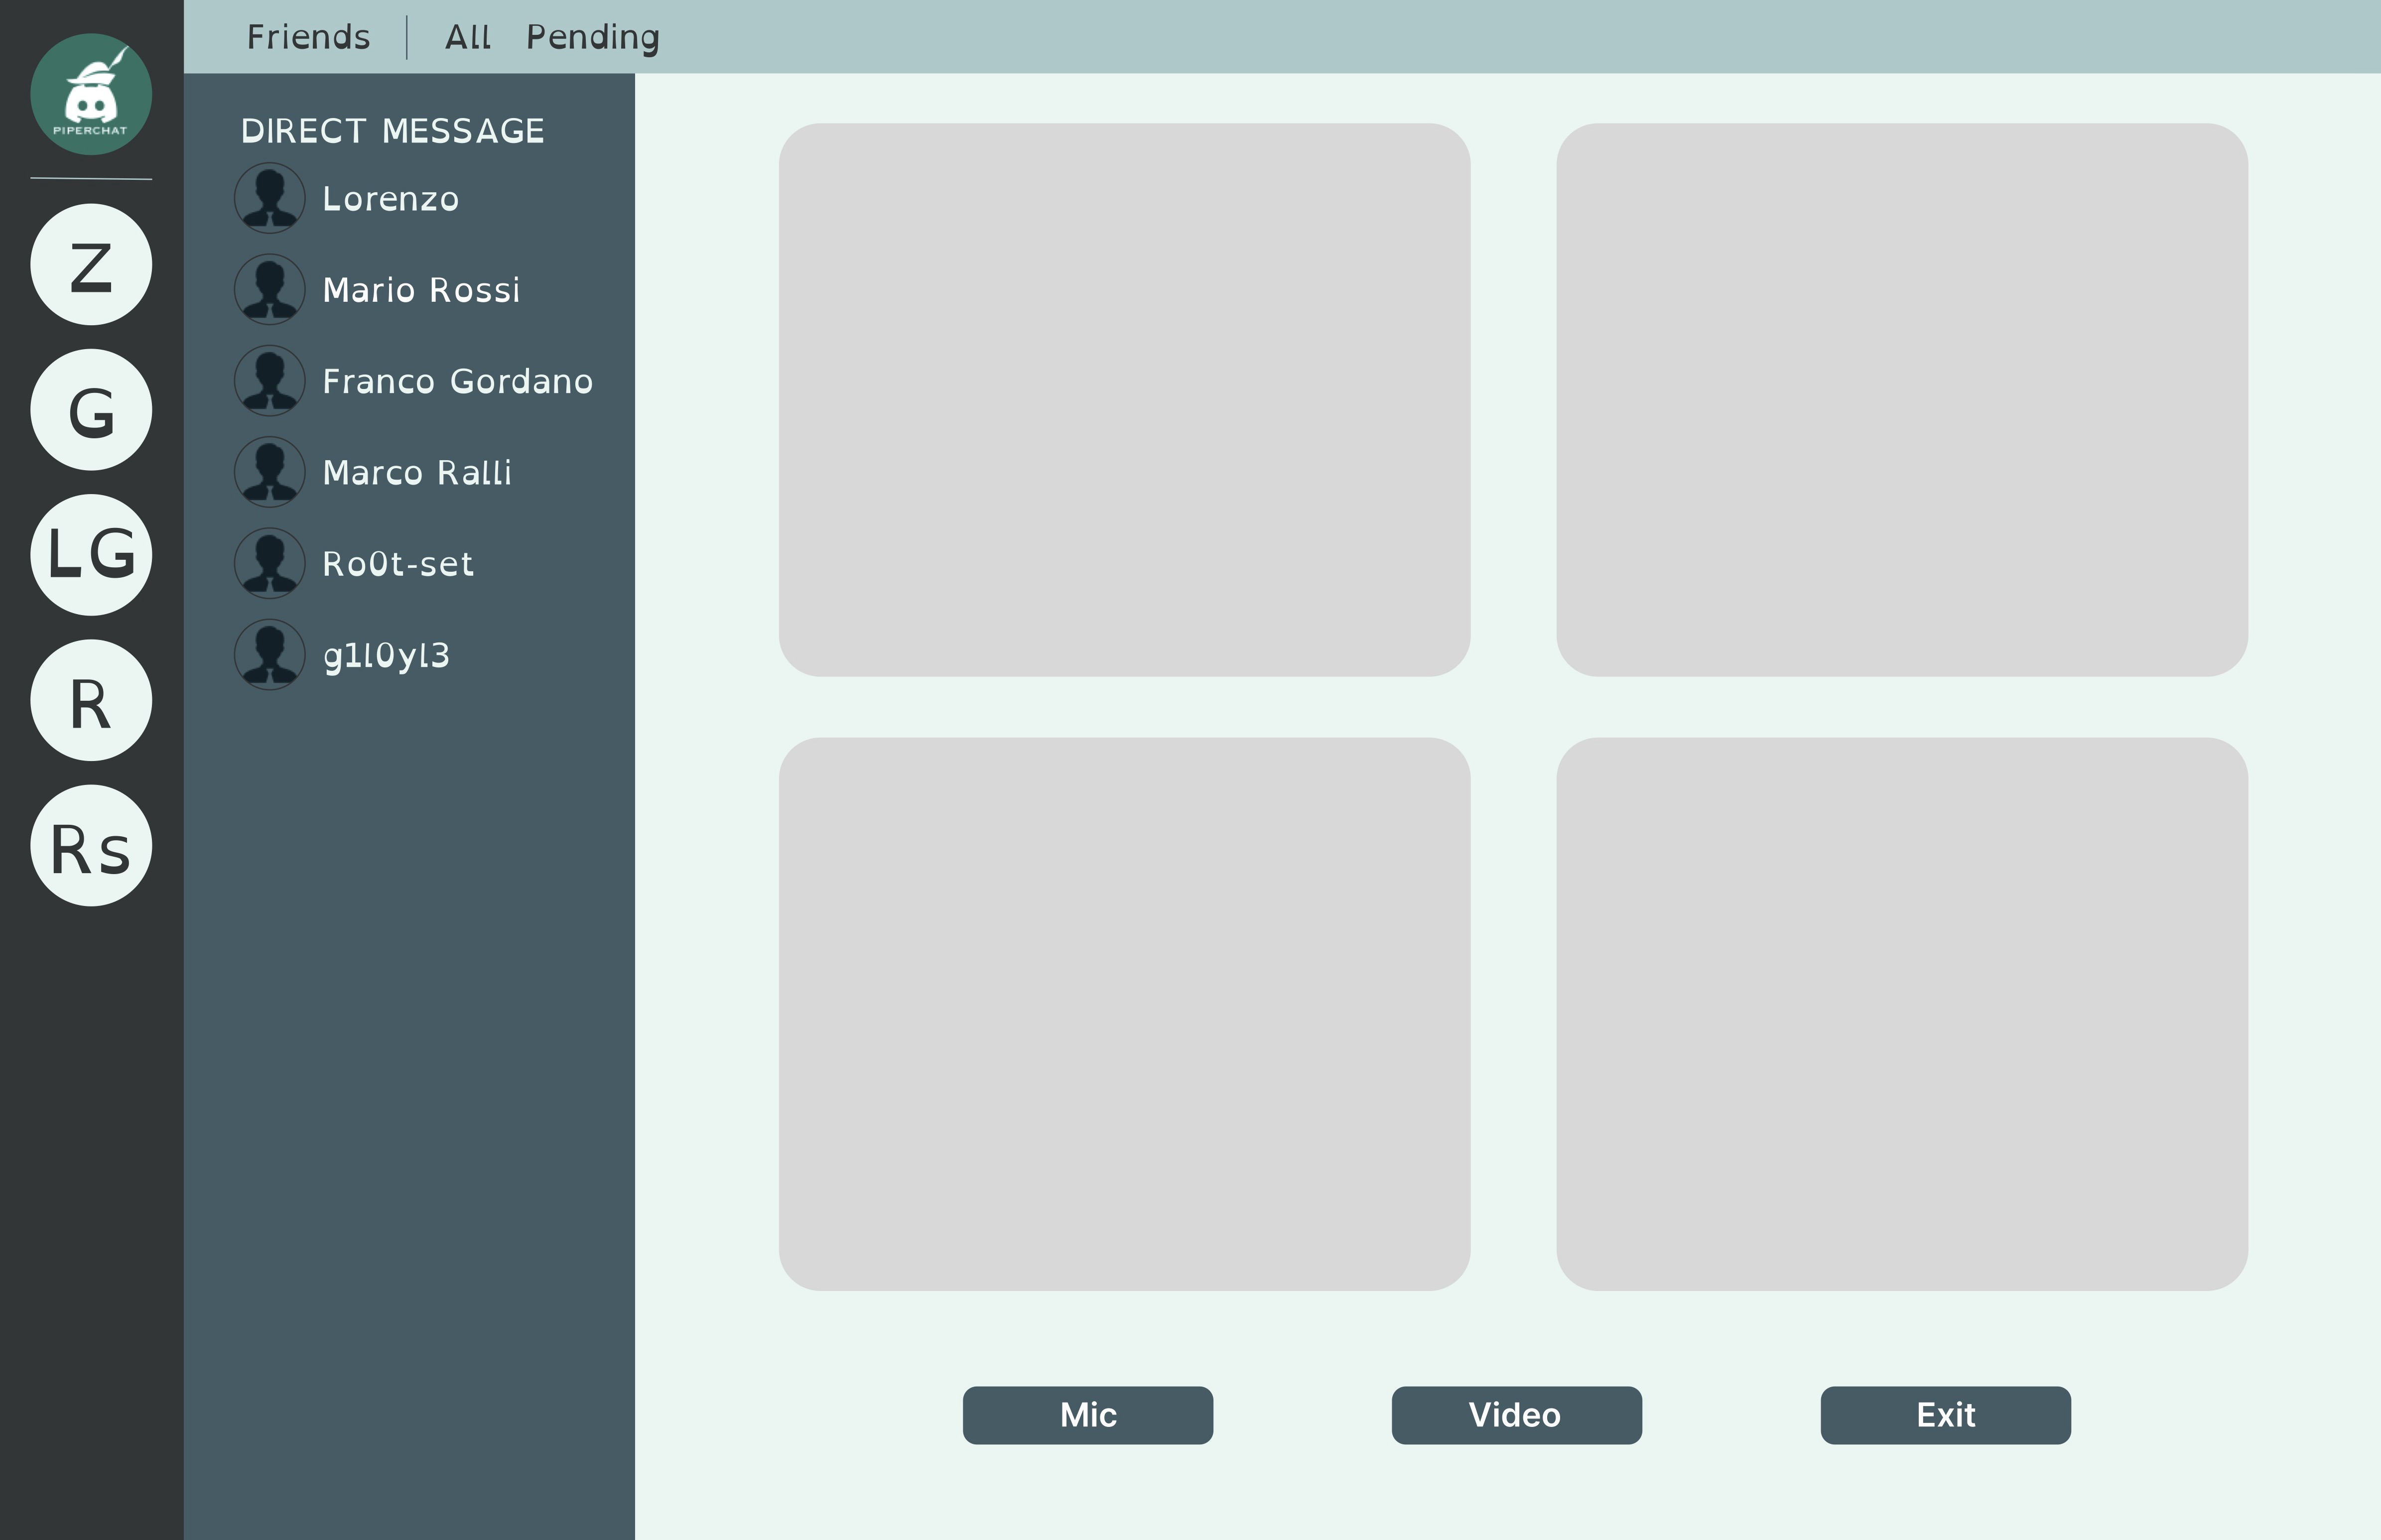 Friends All Pending
PIPERCHAT
Z
G
LG
R
Rs
DIRECT MESSAGE
Lorenzo
Mario Rossi
Franco Gordano
Marco Ralli
Ro0t-set
g1l0yl3
Mic Video Exit